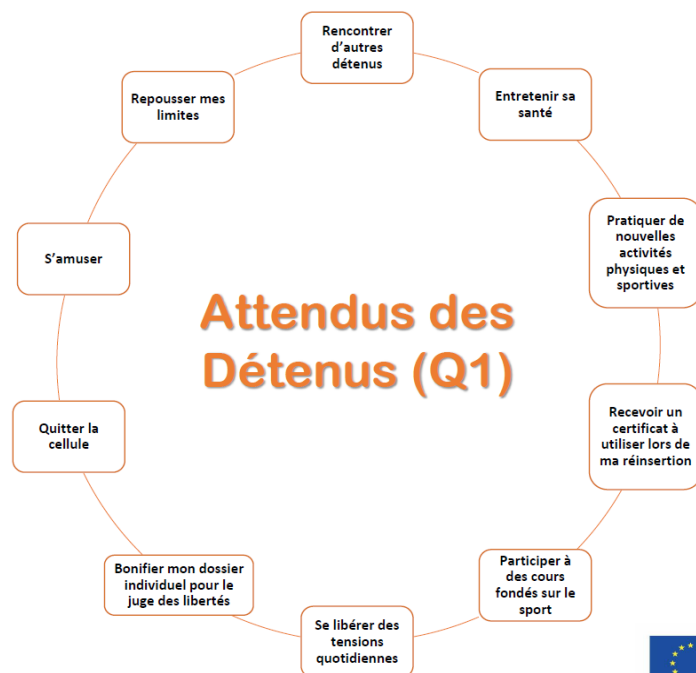 Rencontrer
d'autres
détenus
Entretenir sa
santé
Pratiquer de
nouvelles
activités
physiques et
sportives
Recevoir un
certificat à
utiliser lors de
ma réinsertion
Participer à
des cours
fondés sur le
sport
Se libérer des
tensions
quotidiennes
Bonifier mon dossier
individuel pour le
juge des libertés
Quitter la
cellule
S'amuser
Repousser mes
limites
Attendus des
Détenus (Q1)